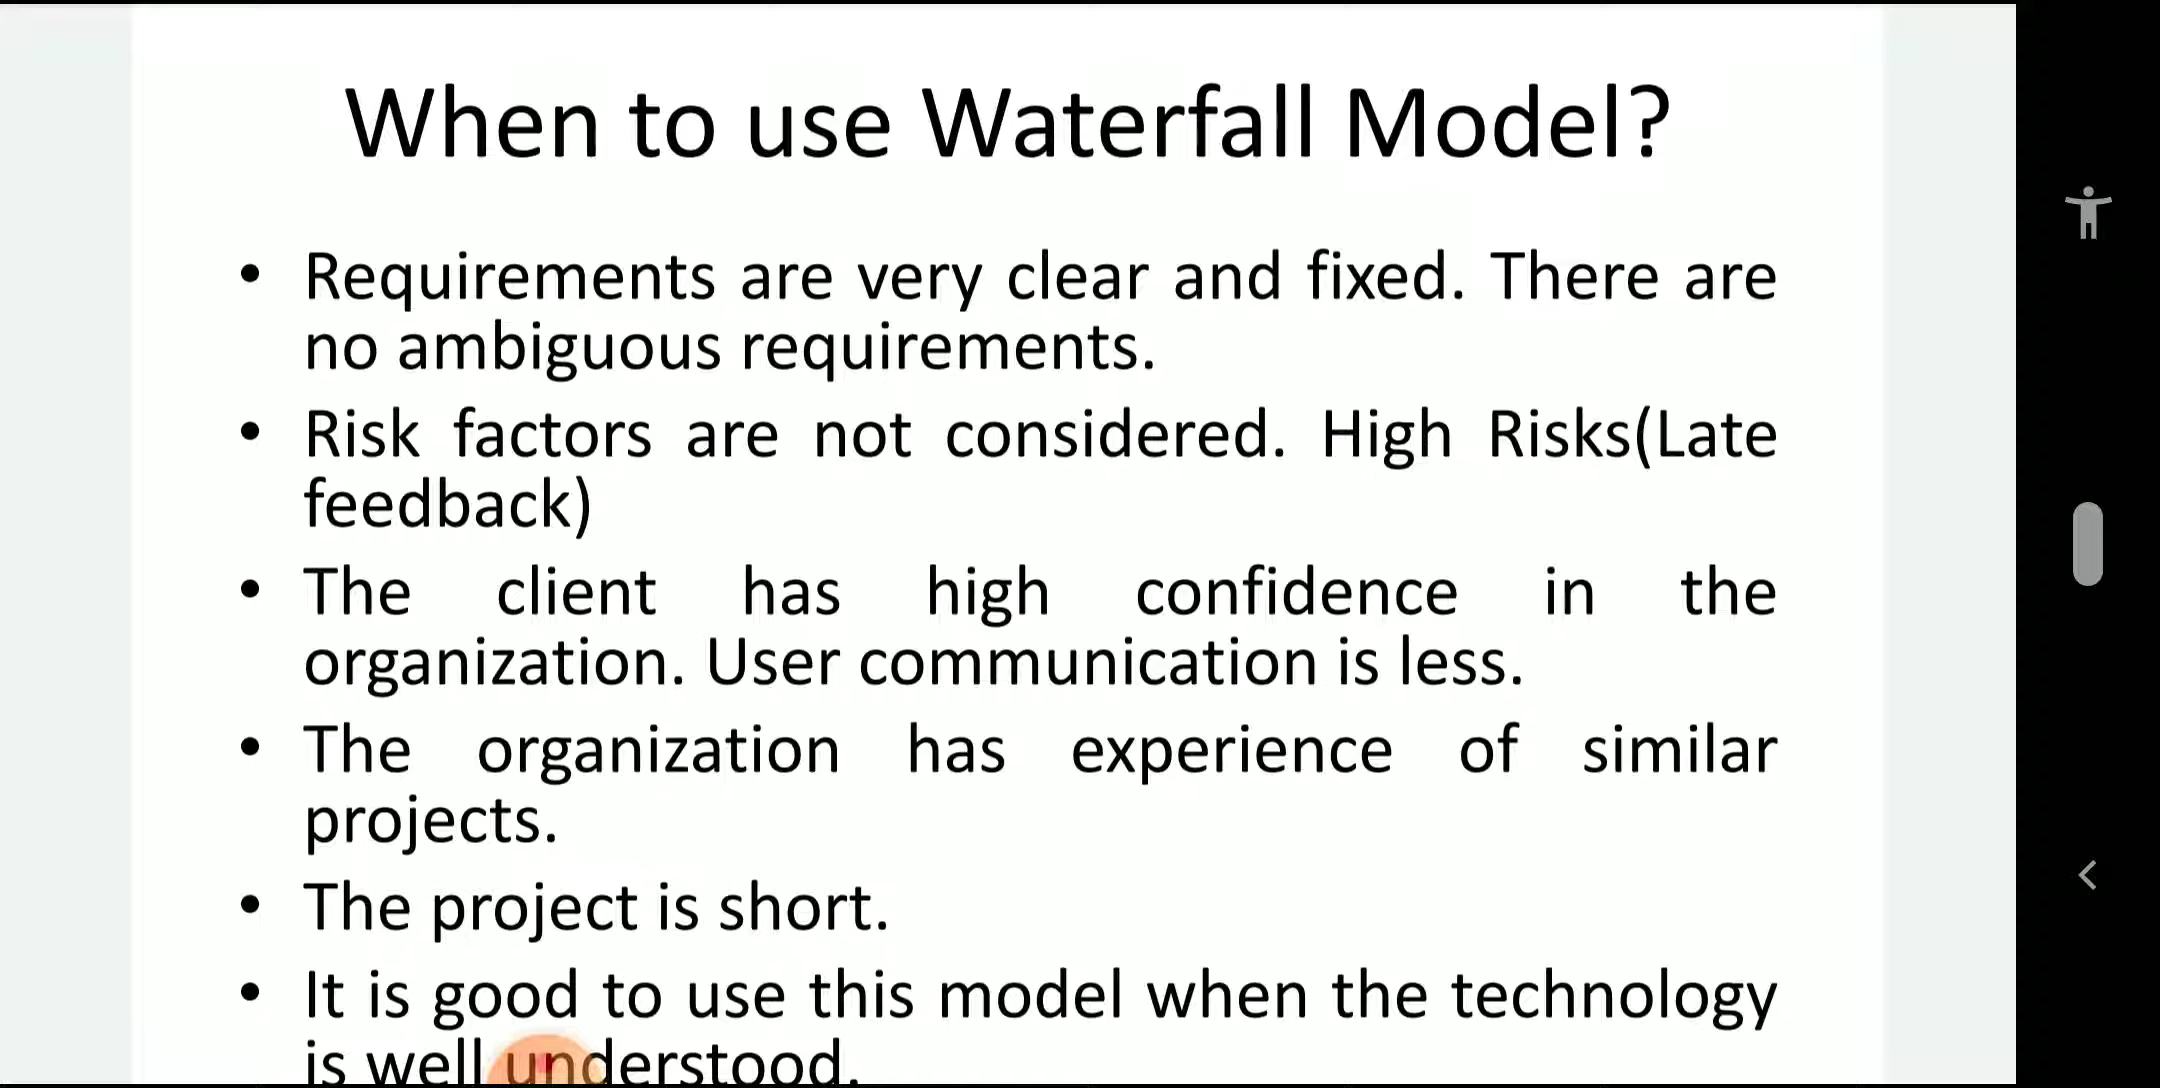 When to use Waterfall Model?
• Requirements are very clear and fixed. There are
no ambiguous requirements.
• Risk factors are not considered. High Risks(Late
feedback)
• The client has high confidence in the
organization. User communication is less.
• The organization has experience of similar
projects.
• The project is short.
• It is good to use this model when the technology
is well understood.